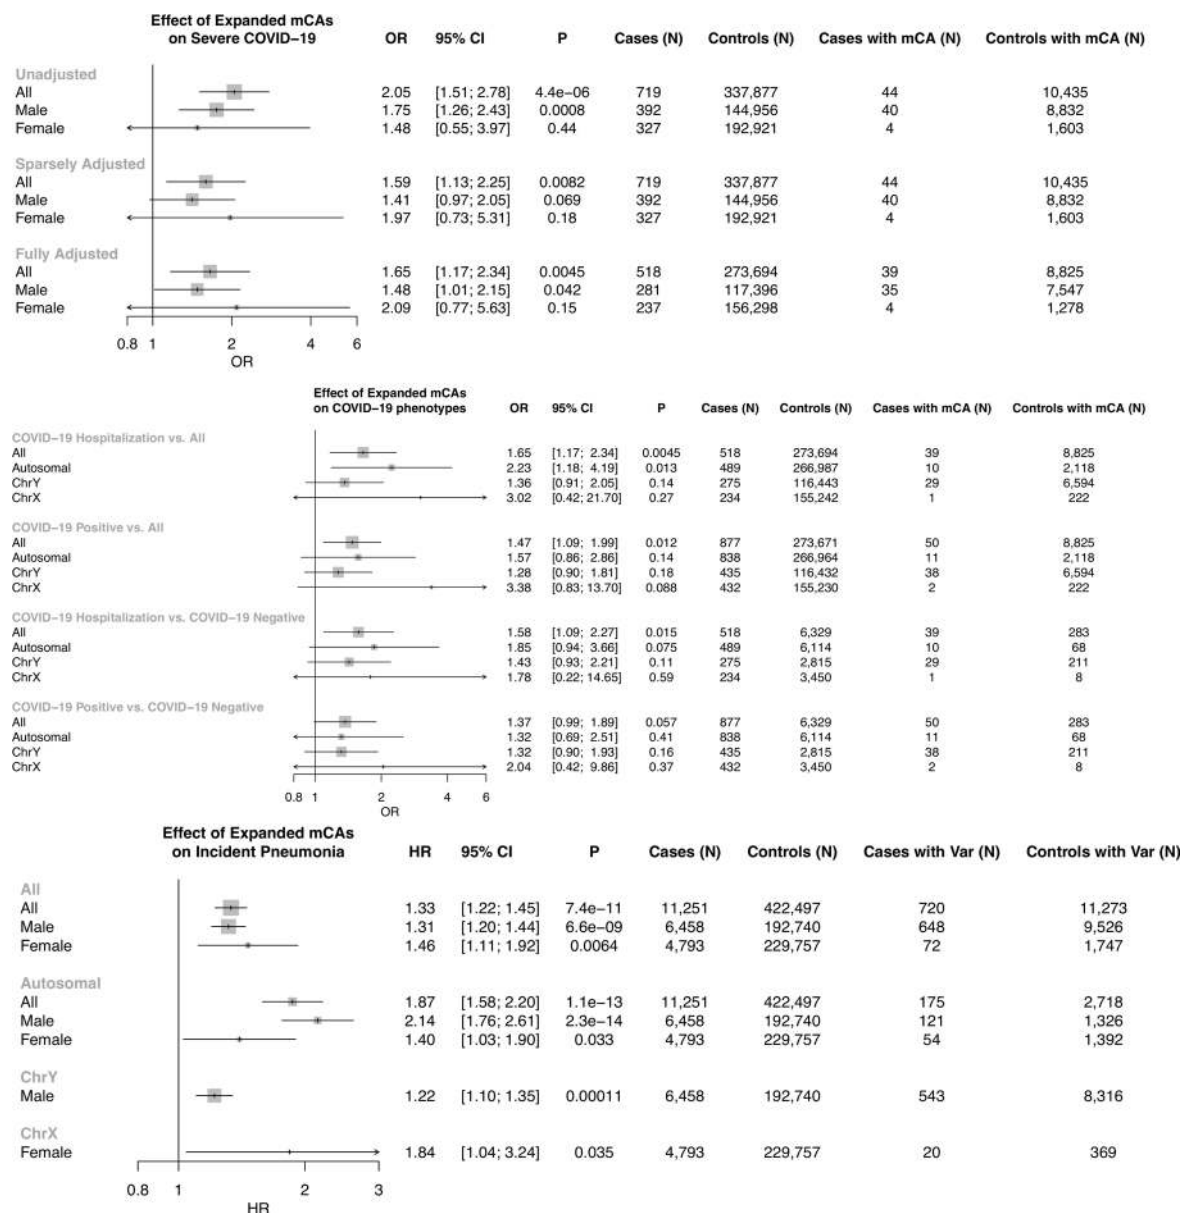 Effect of Expanded mCAs
on Severe COVID−19 OR 95% CI P Cases (N) Controls (N) Cases with mCA (N) Controls with mCA (N)
Unadjusted
All 2.05 [1.51; 2.78] 4.4e−06 719 337,877 44 10,435
Male 1.75 [1.26; 2.43] 0.0008 392 144,956 40 8,832
Female 1.48 [0.55; 3.97] 0.44 327 192,921 4 1,603
Sparsely Adjusted
All 1.59 [1.13; 2.25] 0.0082 719 337,877 44 10,435
Male 1.41 [0.97; 2.05] 0.069 392 144,956 40 8,832
Female 1.97 [0.73; 5.31] 0.18 327 192,921 4 1,603
Fully Adjusted
All 1.65 [1.17; 2.34] 0.0045 518 273,694 39 8,825
Male 1.48 [1.01; 2.15] 0.042 281 117,396 35 7,547
Female 2.09 [0.77; 5.63] 0.15 237 156,298 4 1,278
0.8 1 2 4 6
OR
Effect of Expanded mCAs
on COVID−19 phenotypes OR 95% CI P Cases (N) Controls (N) Cases with mCA (N) Controls with mCA (N)
COVID−19 Hospitalization vs. All
All 1.65 [1.17; 2.34] 0.0045 518 273,694 39 8,825
Autosomal 2.23 [1.18; 4.19] 0.013 489 266,987 10 2,118
ChrY 1.36 [0.91; 2.05] 0.14 275 116,443 29 6,594
ChrX 3.02 [0.42; 21.70] 0.27 234 155,242 1 222
COVID−19 Positive vs. All
All 1.47 [1.09; 1.99] 0.012 877 273,671 50 8,825
Autosomal 1.57 [0.86; 2.86] 0.14 838 266,964 11 2,118
ChrY 1.28 [0.90; 1.81] 0.18 435 116,432 38 6,594
ChrX 3.38 [0.83; 13.70] 0.088 432 155,230 2 222
COVID−19 Hospitalization vs. COVID−19 Negative
All 1.58 [1.09; 2.27] 0.015 518 6,329 39 283
Autosomal 1.85 [0.94; 3.66] 0.075 489 6,114 10 68
ChrY 1.43 [0.93; 2.21] 0.11 275 2,815 29 211
ChrX 1.78 [0.22; 14.65] 0.59 234 3,450 1 8
COVID−19 Positive vs. COVID−19 Negative
All 1.37 [0.99; 1.89] 0.057 877 6,329 50 283
Autosomal 1.32 [0.69; 2.51] 0.41 838 6,114 11 68
ChrY 1.32 [0.90; 1.93] 0.16 435 2,815 38 211
ChrX 2.04 [0.42; 9.86] 0.37 432 3,450 2 8
0.8 1 2 4 6
OR
Effect of Expanded mCAs
on Incident Pneumonia HR 95% CI P Cases (N) Controls (N) Cases with Var (N) Controls with Var (N)
All
All 1.33 [1.22; 1.45] 7.4e−11 11,251 422,497 720 11,273
Male 1.31 [1.20; 1.44] 6.6e−09 6,458 192,740 648 9,526
Female 1.46 [1.11; 1.92] 0.0064 4,793 229,757 72 1,747
Autosomal
All 1.87 [1.58; 2.20] 1.1e−13 11,251 422,497 175 2,718
Male 2.14 [1.76; 2.61] 2.3e−14 6,458 192,740 121 1,326
Female 1.40 [1.03; 1.90] 0.033 4,793 229,757 54 1,392
ChrY
Male 1.22 [1.10; 1.35] 0.00011 6,458 192,740 543 8,316
ChrX
Female 1.84 [1.04; 3.24] 0.035 4,793 229,757 20 369
0.8 1 2 3
HR